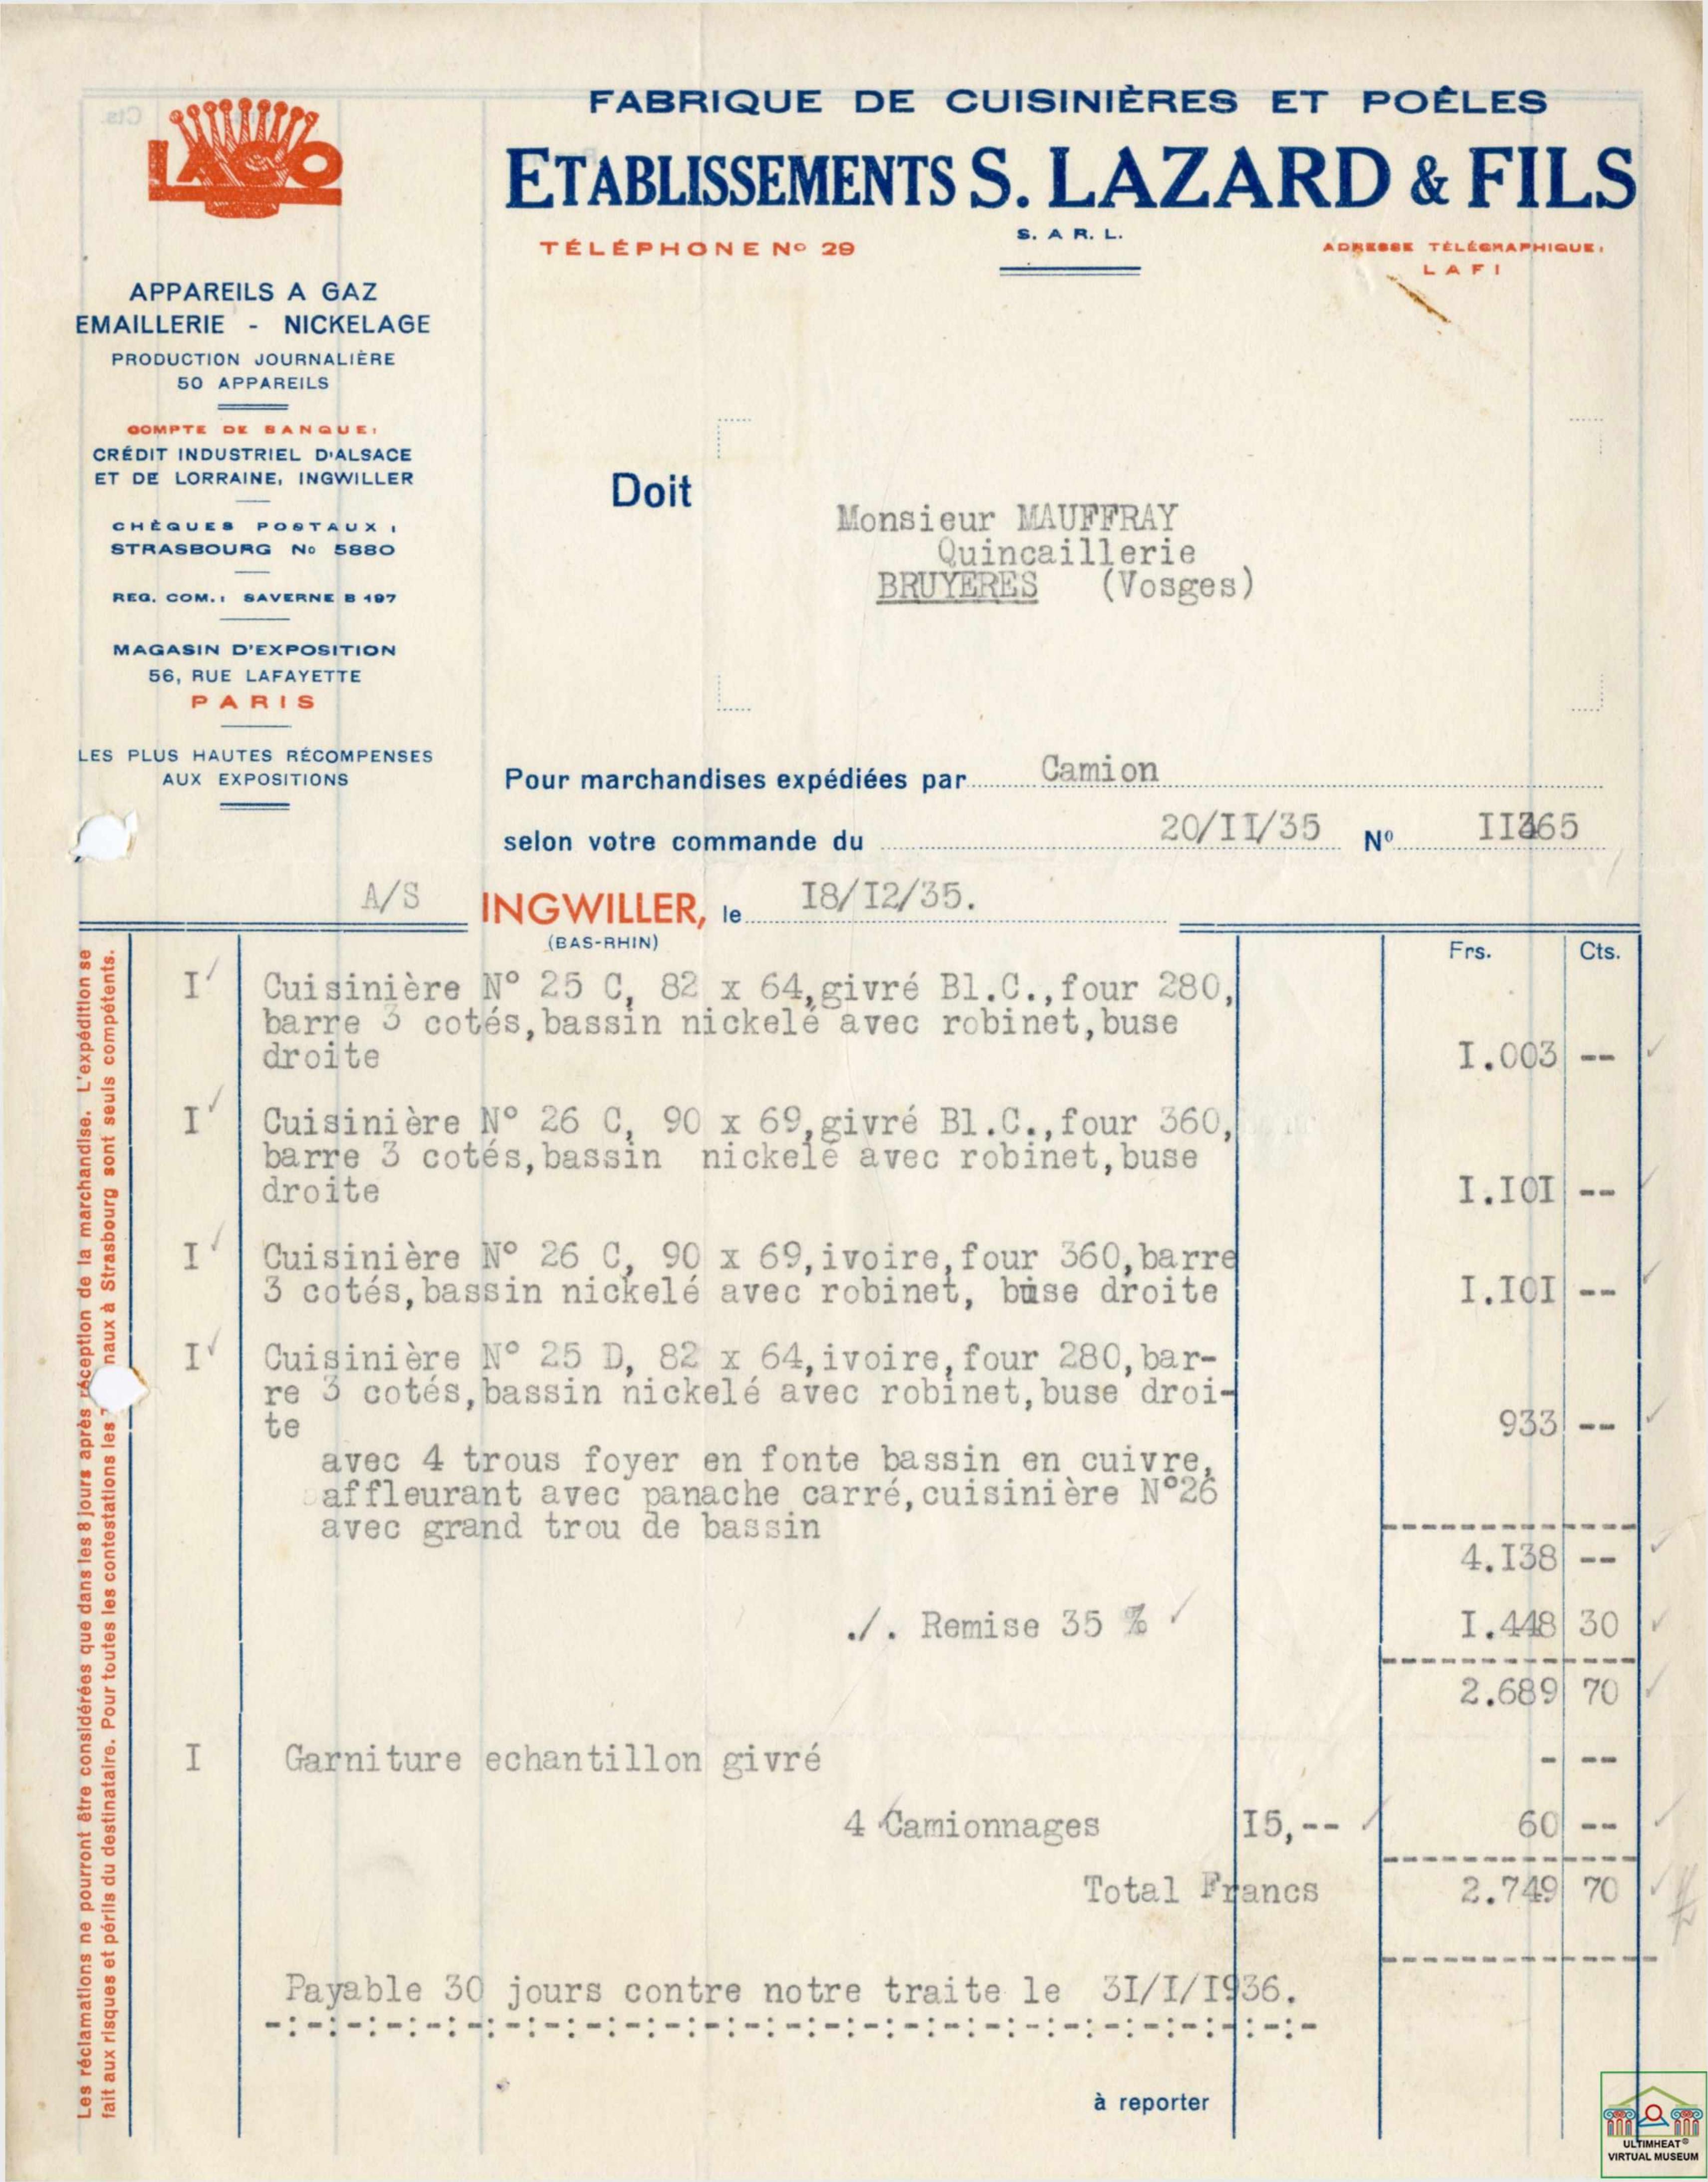 LACO
FABRIQUE DE CUISINIÈRES ET POÊLES
ETABLISSEMENTS S. LAZARD & FILS
S. A R. L.
TÉLÉPHONE No 29
ADRESSE TÉLÉGRAPHIQUE:
LAFI
APPAREILS A GAZ
EMAILLERIE - NICKELAGE
PRODUCTION JOURNALIÈRE
50 APPAREILS
COMPTE DE BANQUE:
CRÉDIT INDUSTRIEL D'ALSACE
ET DE LORRAINE, INGWILLER
CHÈQUES POSTAUX :
STRASBOURG No 5880
REG. COM.: SAVERNE B 197
MAGASIN D'EXPOSITION
56, RUE LAFAYETTE
PARIS
LES PLUS HAUTES RÉCOMPENSES
AUX EXPOSITIONS
Doit
Monsieur MAUFFRAY
Quincaillerie
BRUYERES (Vosges)
Pour marchandises expédiées par Camion
selon votre commande du 20/II/35 No
A/S INGWILLER, le I8/I2/35.
(BAS-RHIN)
Frs. Cts.
I Cuisinière N° 25 C, 82 x 64,givré Bl.C.,four 280,
barre 3 cotés,bassin nickelé avec robinet,buse
droite I.003 --
I Cuisinière N° 26 C, 90 x 69,givré Bl.C.,four 360,
barre 3 cotés,bassin nickelé avec robinet,buse
droite I.I0I --
I Cuisinière N° 26 C, 90 x 69,ivoire,four 360,barre
3 cotés,bassin nickelé avec robinet, buse droite I.I0I --
I Cuisinière N° 25 D, 82 x 64,ivoire,four 280,bar-
re 3 cotés,bassin nickelé avec robinet,buse droi-
te 933 --
avec 4 trous foyer en fonte bassin en cuivre,
affleurant avec panache carré,cuisinière N°26
avec grand trou de bassin
4.I38 --
./. Remise 35 % I.448 30
2.689 70
I Garniture echantillon givré - --
4 Camionnages I5,-- 60 --
Total Francs 2.749 70
Payable 30 jours contre notre traite le 3I/I/I936.
à reporter
Les réclamations ne pourront être considérées que dans les 8 jours après réception de la marchandise. L'expédition se
fait aux risques et périls du destinataire. Pour toutes les contestations les naux à Strasbourg sont seuls compétents.
ULTIMHEAT®
VIRTUAL MUSEUM